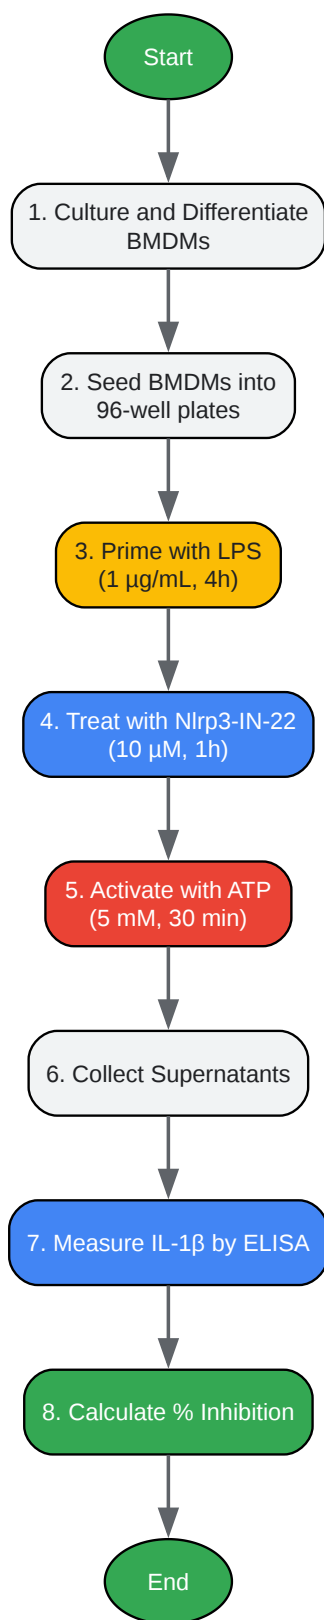 Start
1. Culture and Differentiate
BMDMs
2. Seed BMDMs into
96-well plates
3. Prime with LPS
(1 µg/mL, 4h)
4. Treat with Nlrp3-IN-22
(10 µM, 1h)
5. Activate with ATP
(5 mM, 30 min)
6. Collect Supernatants
7. Measure IL-1β by ELISA
8. Calculate % Inhibition
End